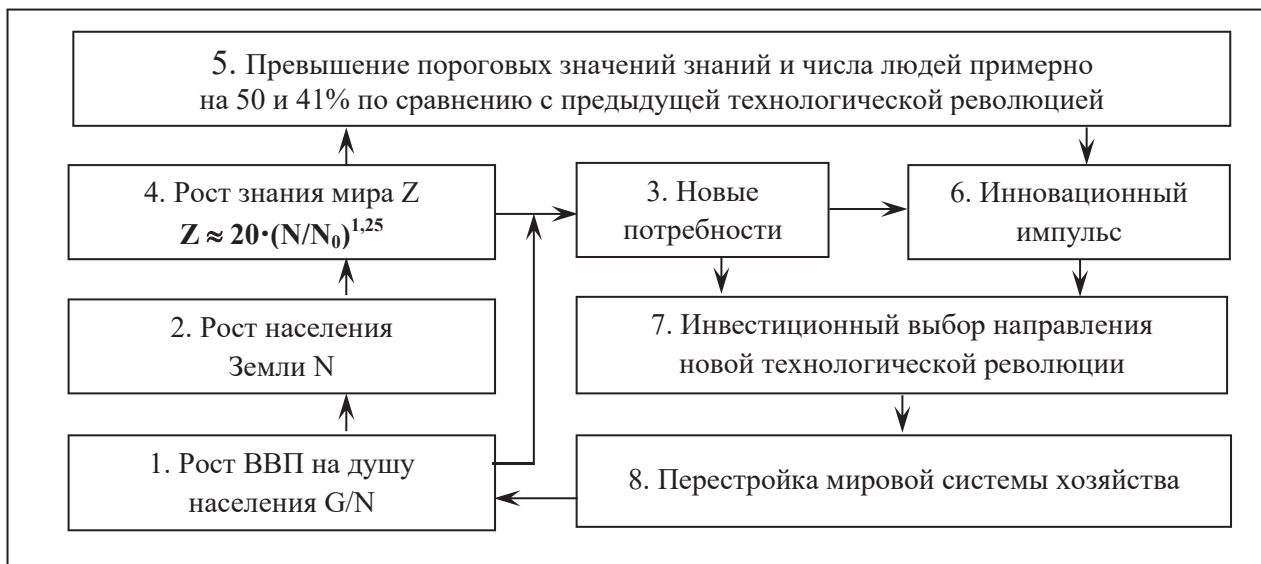 5. Превышение пороговых значений знаний и числа людей примерно
на 50 и 41% по сравнению с предыдущей технологической революцией
4. Рост знания мира Z
Z ≈ 20·(N/N₀)¹,²⁵
3. Новые
потребности
6. Инновационный
импульс
2. Рост населения
Земли N
7. Инвестиционный выбор направления
новой технологической революции
1. Рост ВВП на душу
населения G/N
8. Перестройка мировой системы хозяйства